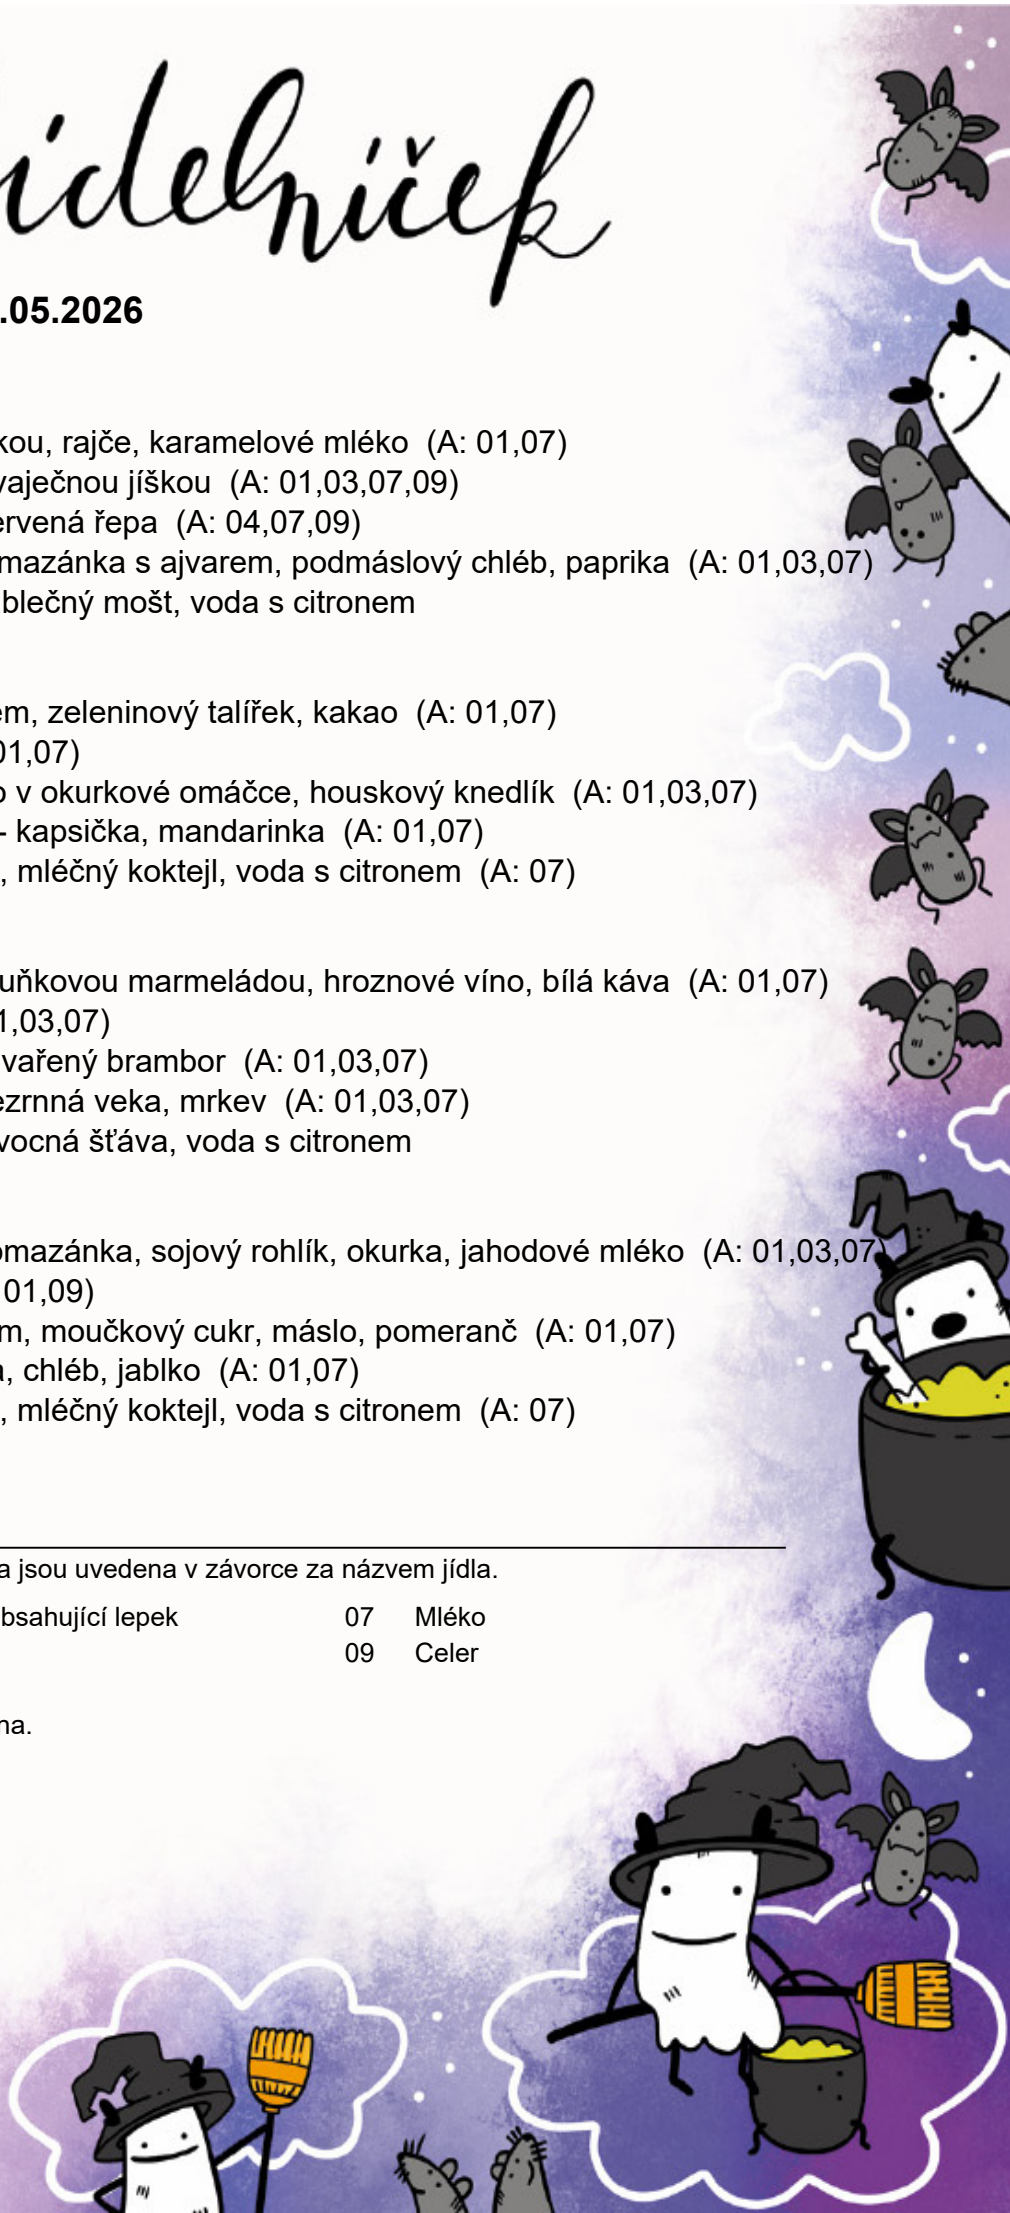 ídelníček
.05.2026
kou, rajče, karamelové mléko (A: 01,07)
vaječnou jíškou (A: 01,03,07,09)
ervená řepa (A: 04,07,09)
mazánka s ajvarem, podmáslový chléb, paprika (A: 01,03,07)
blečný mošt, voda s citronem
em, zeleninový talířek, kakao (A: 01,07)
01,07)
o v okurkové omáčce, houskový knedlík (A: 01,03,07)
- kapsička, mandarinka (A: 01,07)
, mléčný koktejl, voda s citronem (A: 07)
uňkovou marmeládou, hroznové víno, bílá káva (A: 01,07)
1,03,07)
vařený brambor (A: 01,03,07)
ezrnná veka, mrkev (A: 01,03,07)
vocná šťáva, voda s citronem
omazánka, sojový rohlík, okurka, jahodové mléko (A: 01,03,07)
01,09)
m, moučkový cukr, máslo, pomeranč (A: 01,07)
a, chléb, jablko (A: 01,07)
, mléčný koktejl, voda s citronem (A: 07)
a jsou uvedena v závorce za názvem jídla.
bsahující lepek 07 Mléko
09 Celer
na.